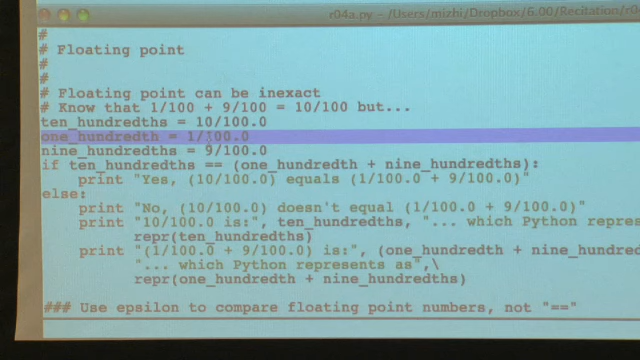 r04a.py - /Users/mizhi/Dropbox/6.00/Recitation/r04
#
# Floating point
#
#
# Floating point can be inexact
# Know that 1/100 + 9/100 = 10/100 but...
ten_hundredths = 10/100.0
one_hundredth = 1/100.0
nine_hundredths = 9/100.0
if ten_hundredths == (one_hundredth + nine_hundredths):
    print "Yes, (10/100.0) equals (1/100.0 + 9/100.0)"
else:
    print "No, (10/100.0) doesn't equal (1/100.0 + 9/100.0)"
    print "10/100.0 is:", ten_hundredths, "... which Python repres
          repr(ten_hundredths)
    print "(1/100.0 + 9/100.0) is:", (one_hundredth + nine_hundred
          "... which Python represents as",\
          repr(one_hundredth + nine_hundredths)
### Use epsilon to compare floating point numbers, not "=="